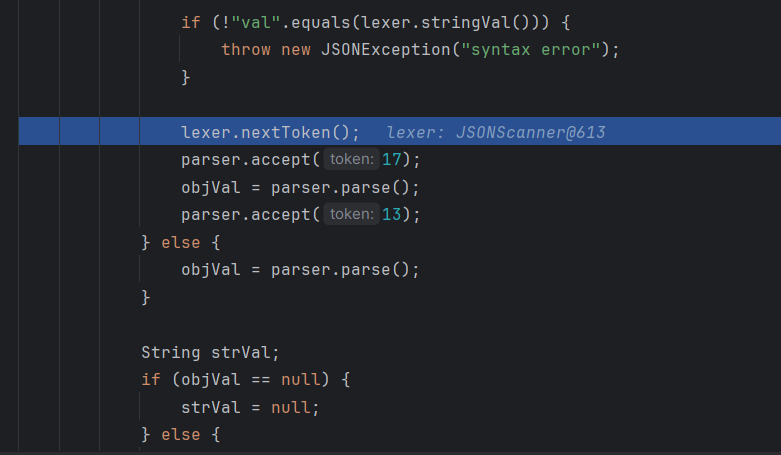 if (!"val".equals(lexer.stringVal())) {
throw new JSONException("syntax error");
}
lexer.nextToken(); lexer: JSONScanner@613
parser.accept( token: 17);
objVal = parser.parse();
parser.accept( token: 13);
} else {
objVal = parser.parse();
}
String strVal;
if (objVal == null) {
strVal = null;
} else {